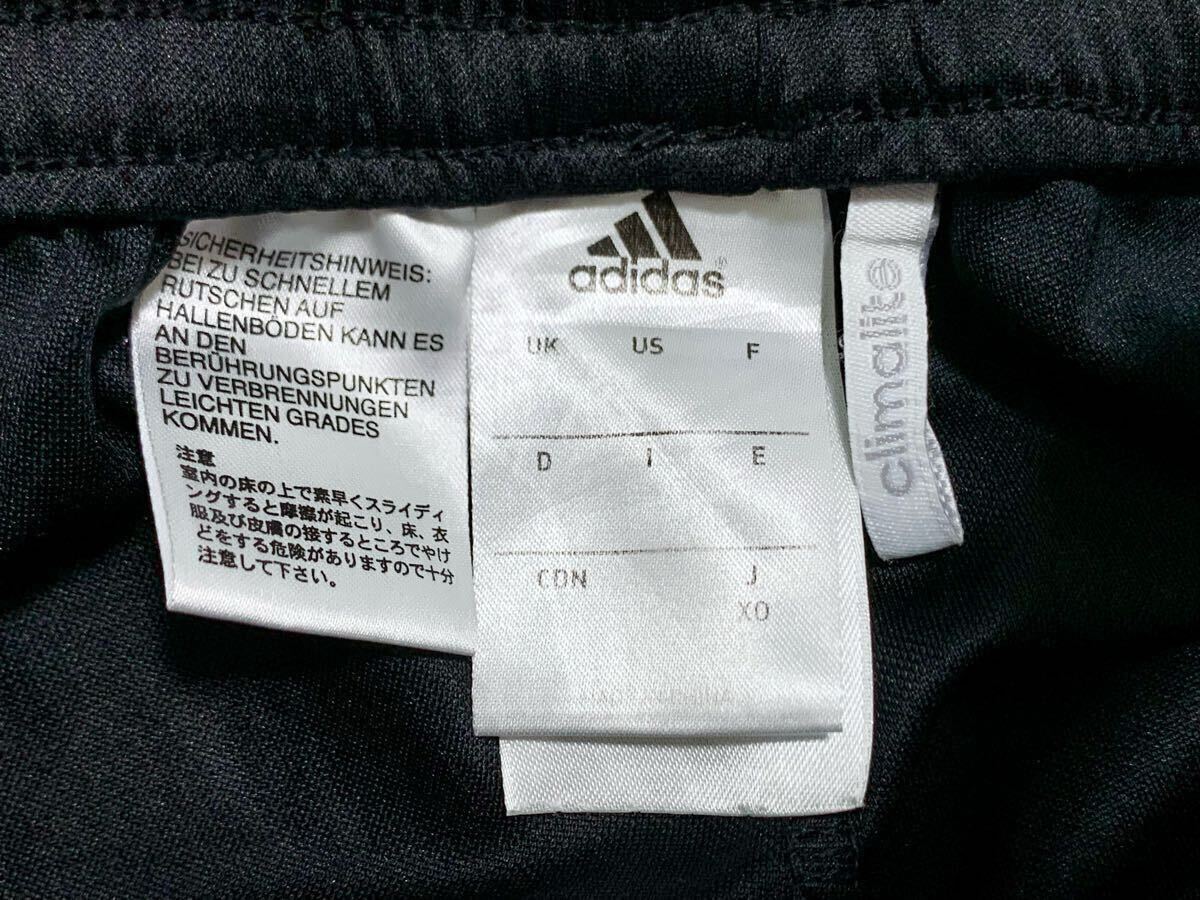 SICHERHEITSHINWEIS:
BEI ZU SCHNELLEM
RUTSCHEN AUF
HALLENBÖDEN KANN ES
AN DEN
BERÜHRUNGSPUNKTEN
ZU VERBRENNUNGEN
LEICHTEN GRADES
KOMMEN.
注意
室内の床の上で素早くスライディ
ングすると摩擦が起こり、床、衣
服及び皮膚の接するところでやけ
どをする危険がありますので十分
注意して下さい。
adidas®
UK US F
D I E
CDN J
XO
MADE IN CHINA
climalite®